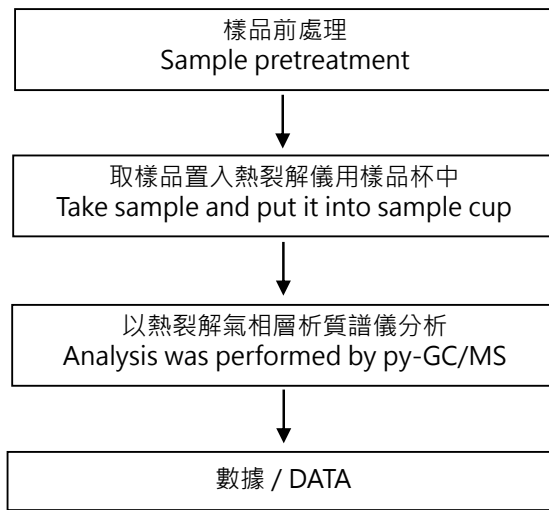 樣品前處理
Sample pretreatment
取樣品置入熱裂解儀用樣品杯中
Take sample and put it into sample cup
以熱裂解氣相層析質譜儀分析
Analysis was performed by py-GC/MS
數據 / DATA